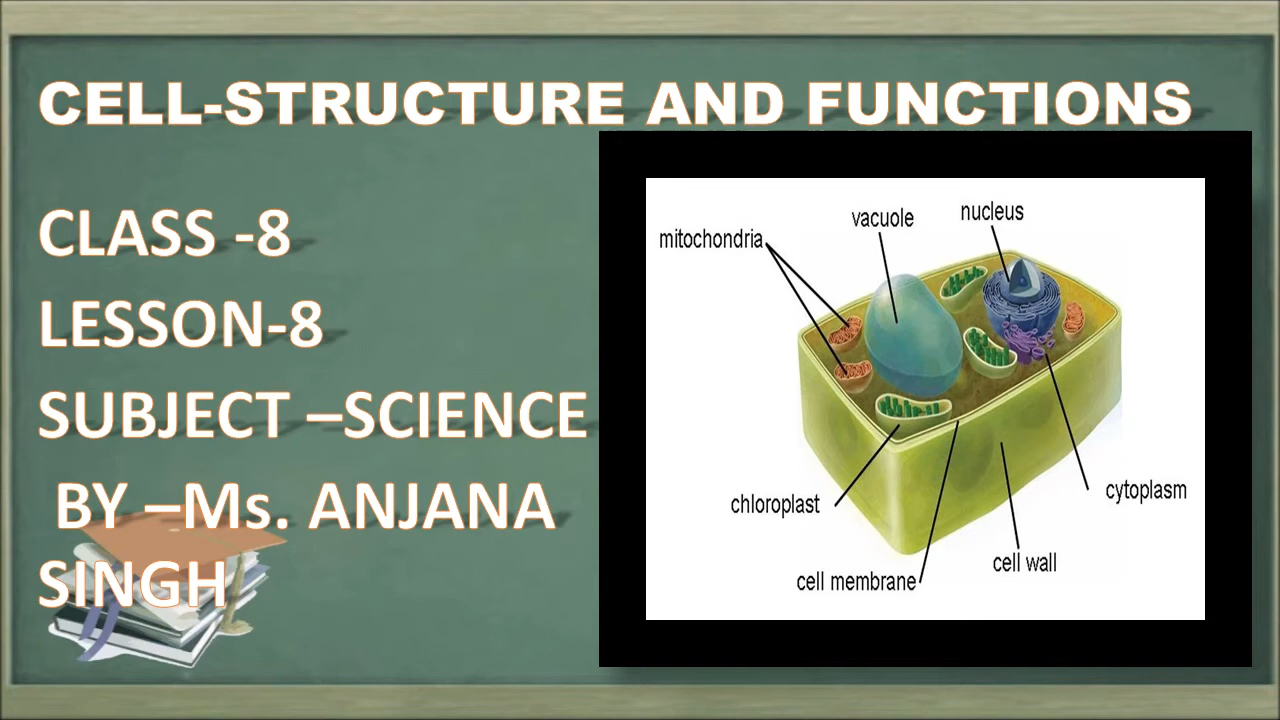 CELL-STRUCTURE AND FUNCTIONS
CLASS -8
LESSON-8
SUBJECT –SCIENCE
BY –Ms. ANJANA
SINGH
mitochondria
vacuole
nucleus
chloroplast
cell membrane
cell wall
cytoplasm